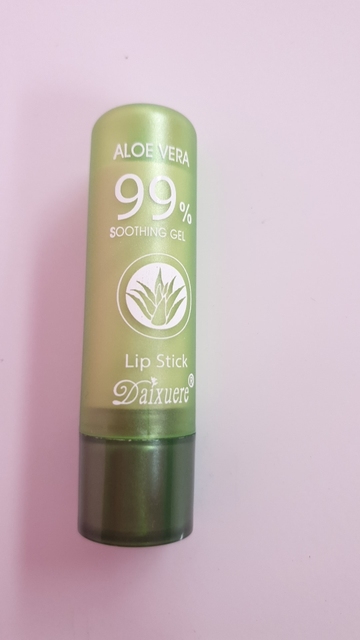 ALOE VERA
99%
SOOTHING GEL
Lip Stick
Daixuere®